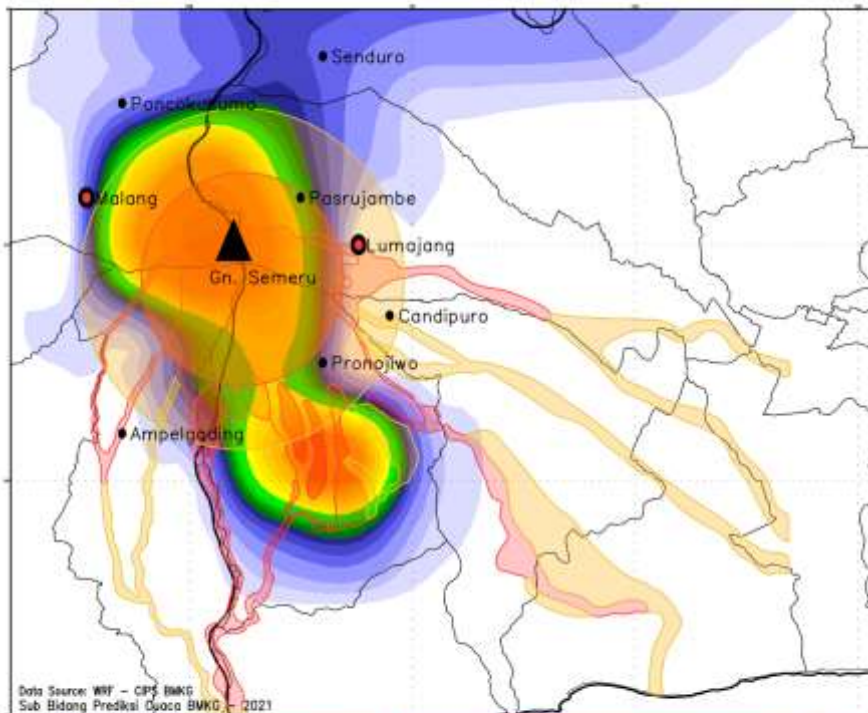 Senduro
Poncokusumo
Malang
Pasrujambe
Lumajang
Gn. Semeru
Candipuro
Pronojiwo
Ampelgading
Data Source: WRF - CIPS BMKG
Sub Bidang Prediksi Cuaca BMKG - 2021